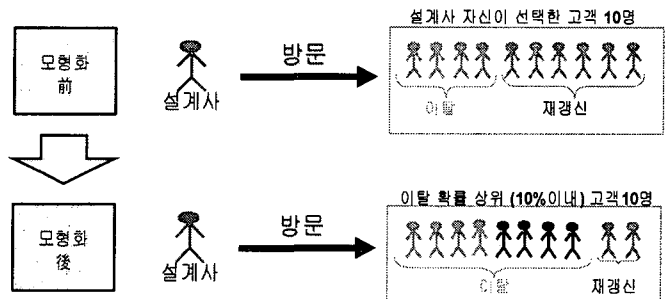 설계사 자신이 선택한 고객 10명
모형화
前
방문
설계사
이탈
재갱신
이탈 확률 상위 (10%이내) 고객10명
모형화
後
방문
설계사
이탈
재갱신